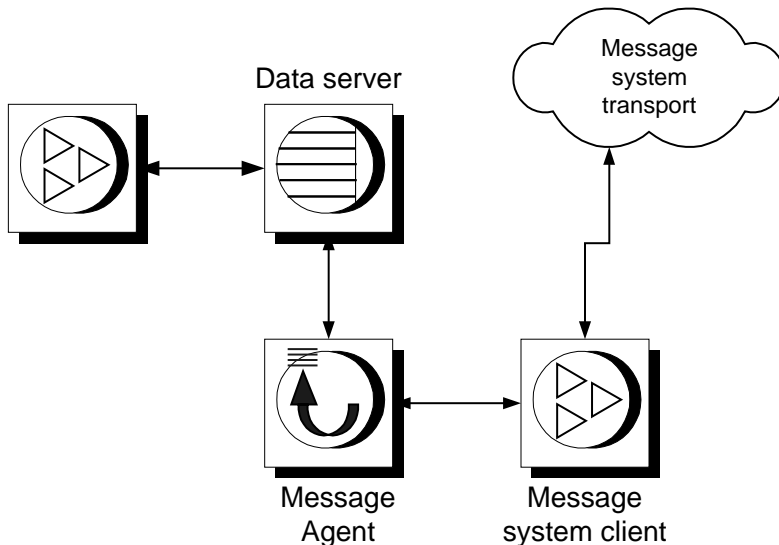 Message
system
transport
Data server
Message
Agent
Message
system client